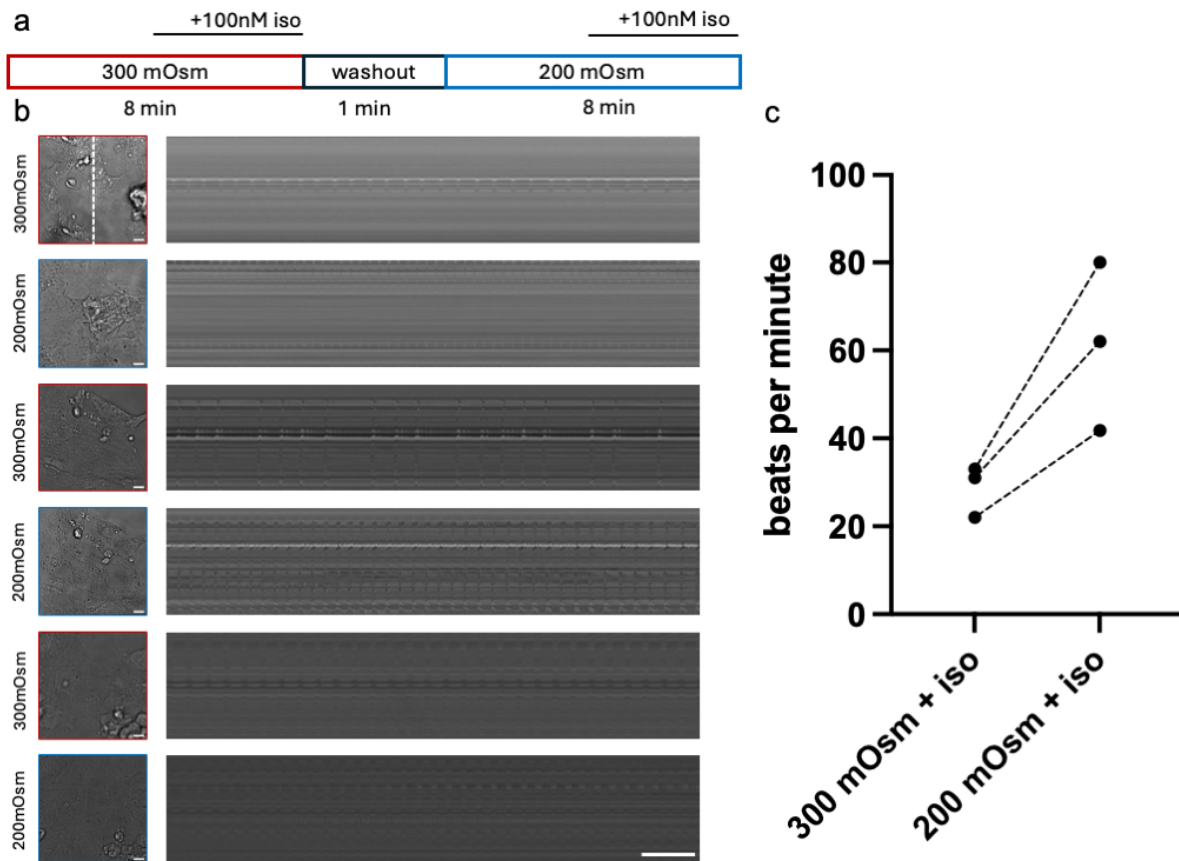 a
+100nM iso
+100nM iso
300 mOsm
washout
200 mOsm
8 min
1 min
8 min
b
300mOsm
200mOsm
300mOsm
200mOsm
300mOsm
200mOsm
c
beats per minute
100
80
60
40
20
0
300 mOsm + iso
200 mOsm + iso